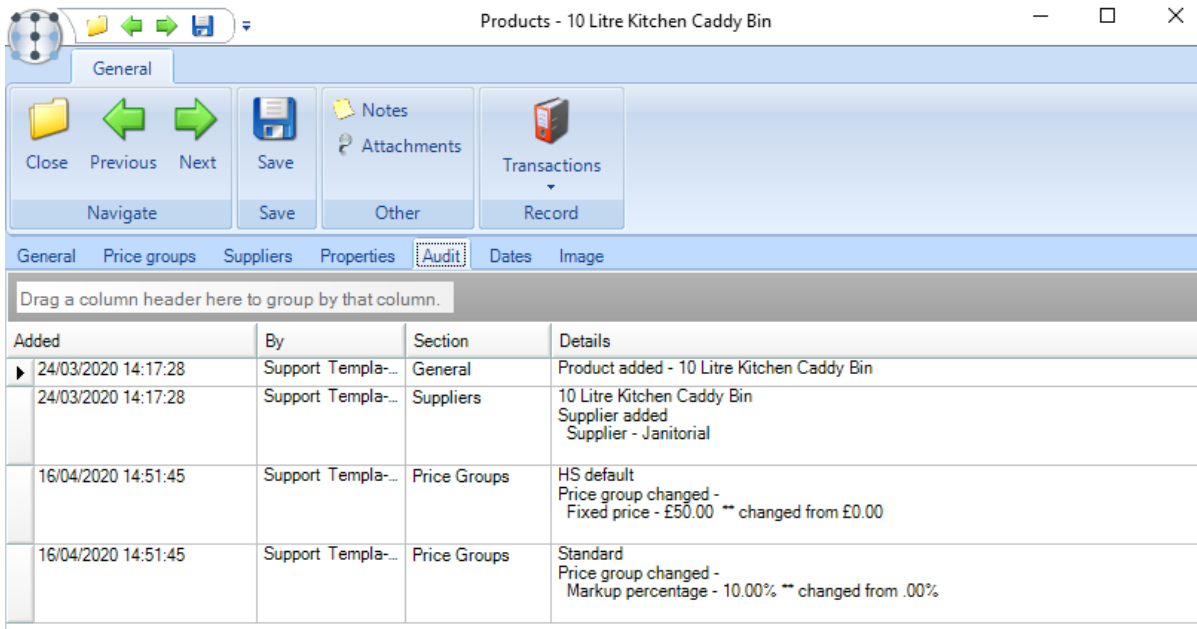 Products - 10 Litre Kitchen Caddy Bin
General
Notes
Attachments
Close Previous Next Save Transactions
Navigate Save Other Record
General Price groups Suppliers Properties Audit Dates Image
Drag a column header here to group by that column.
Added By Section Details
24/03/2020 14:17:28 Support Templa-... General Product added - 10 Litre Kitchen Caddy Bin
24/03/2020 14:17:28 Support Templa-... Suppliers 10 Litre Kitchen Caddy Bin
Supplier added
Supplier - Janitorial
16/04/2020 14:51:45 Support Templa-... Price Groups HS default
Price group changed -
Fixed price - £50.00 ** changed from £0.00
16/04/2020 14:51:45 Support Templa-... Price Groups Standard
Price group changed -
Markup percentage - 10.00% ** changed from .00%